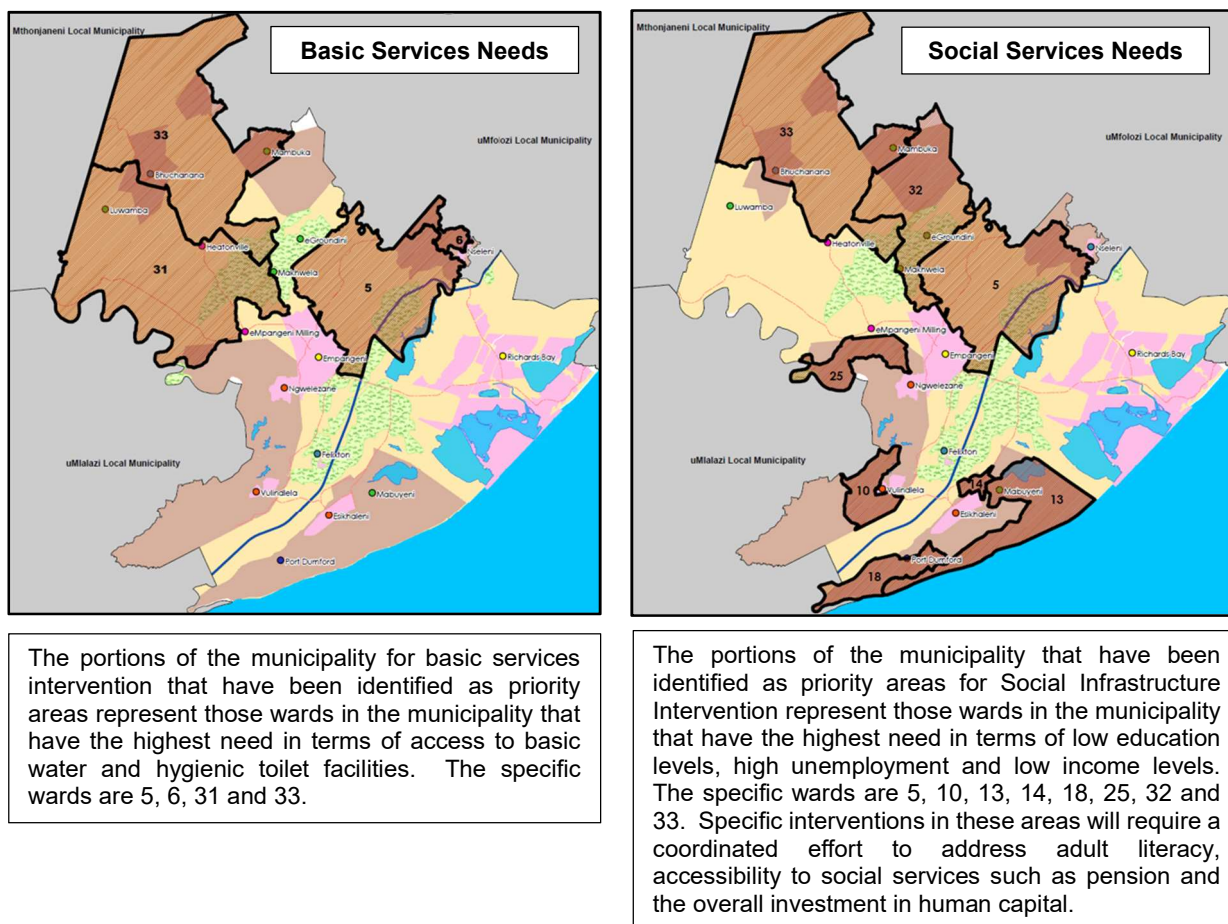 Basic Services Needs
Mthonjaneni Local Municipality
uMfolozi Local Municipality
33
Mambuka
Bhuchanana
Luwamba
Heatonville
eGroundini
6
Nseleni
31
Makhwela
5
eMpangeni Milling
Empangeni
Richards Bay
Ngwelezane
uMlalazi Local Municipality
Felixton
Vulindlela
Mabuyeni
Esikhaleni
Port Durnford
The portions of the municipality for basic services
intervention that have been identified as priority
areas represent those wards in the municipality that
have the highest need in terms of access to basic
water and hygienic toilet facilities. The specific
wards are 5, 6, 31 and 33.
Social Services Needs
Mthonjaneni Local Municipality
uMfolozi Local Municipality
33
Mambuka
Bhuchanana
32
Luwamba
Heatonville
eGroundini
Nseleni
Makhwela
5
eMpangeni Milling
Empangeni
Richards Bay
25
Ngwelezane
uMlalazi Local Municipality
Felixton
10
Vulindlela
14
Mabuyeni
13
Esikhaleni
Port Durnford
18
The portions of the municipality that have been
identified as priority areas for Social Infrastructure
Intervention represent those wards in the municipality
that have the highest need in terms of low education
levels, high unemployment and low income levels.
The specific wards are 5, 10, 13, 14, 18, 25, 32 and
33. Specific interventions in these areas will require a
coordinated effort to address adult literacy,
accessibility to social services such as pension and
the overall investment in human capital.